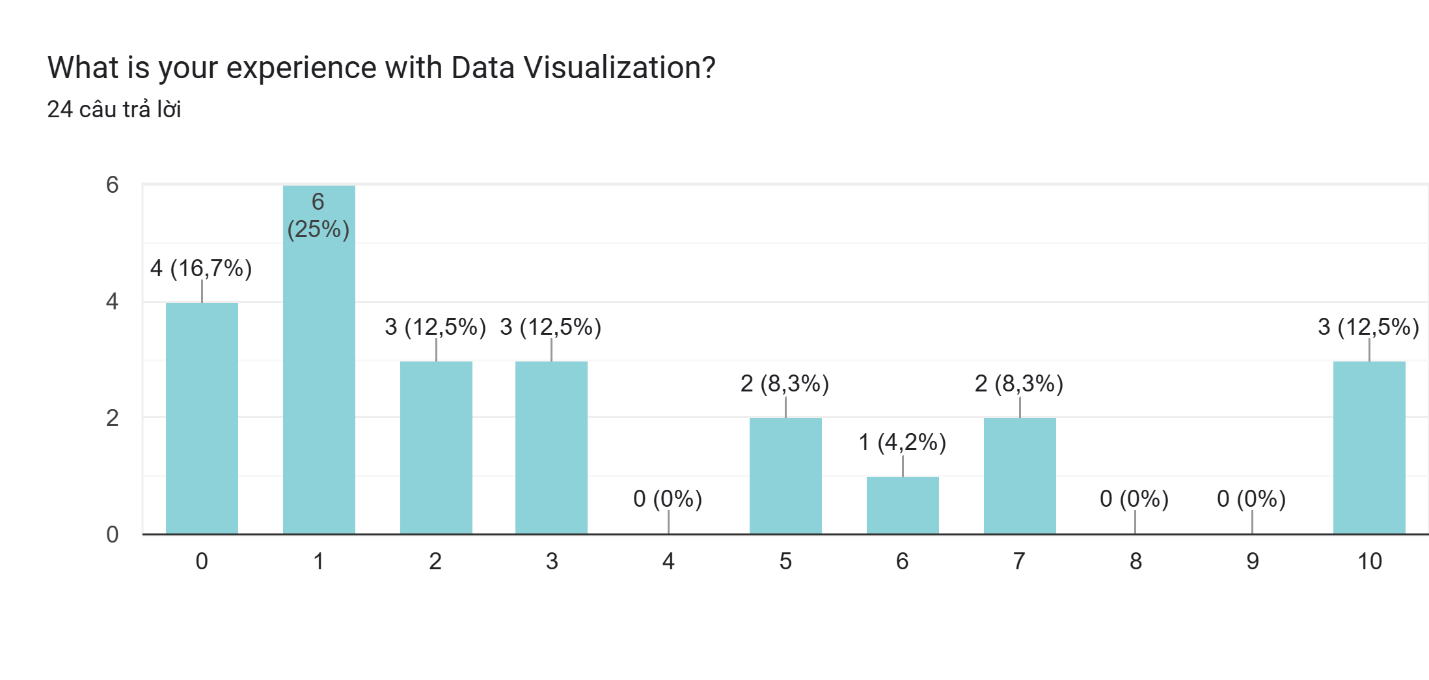 What is your experience with Data Visualization?
24 câu trả lời
6
6
(25%)
4 (16,7%)
4
3 (12,5%) 3 (12,5%) 3 (12,5%)
2 (8,3%) 2 (8,3%)
2
1 (4,2%)
0 (0%) 0 (0%) 0 (0%)
0
0 1 2 3 4 5 6 7 8 9 10